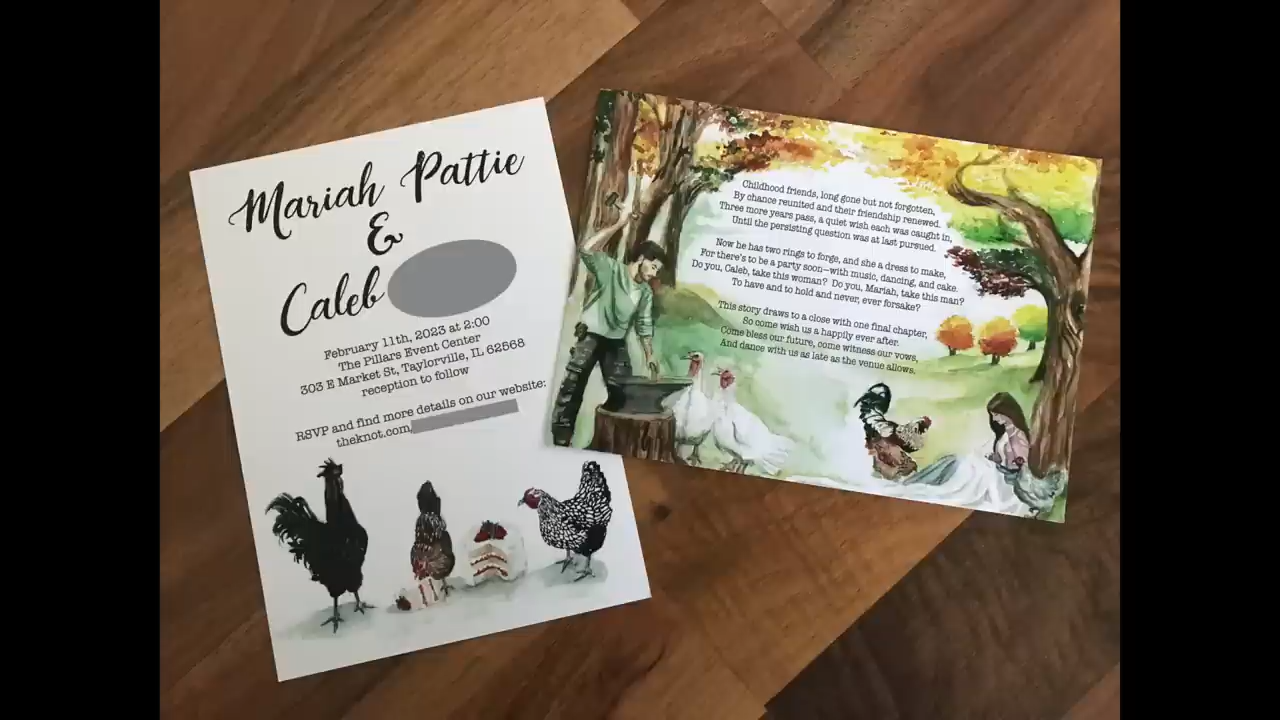 Mariah Pattie
&
Caleb
February 11th, 2023 at 2:00
The Pillars Event Center
303 E Market St, Taylorville, IL 62568
reception to follow
RSVP and find more details on our website:
theknot.com
Childhood friends, long gone but not forgotten,
By chance reunited and their friendship renewed.
Three more years pass, a quiet wish each was caught in,
Until the persisting question was at last pursued.
Now he has two rings to forge, and she a dress to make,
For there's to be a party soon—with music, dancing, and cake.
Do you, Caleb, take this woman? Do you, Mariah, take this man?
To have and to hold and never, ever forsake?
This story draws to a close with one final chapter,
So come wish us a happily ever after.
Come bless our future, come witness our vows,
And dance with us as late as the venue allows.